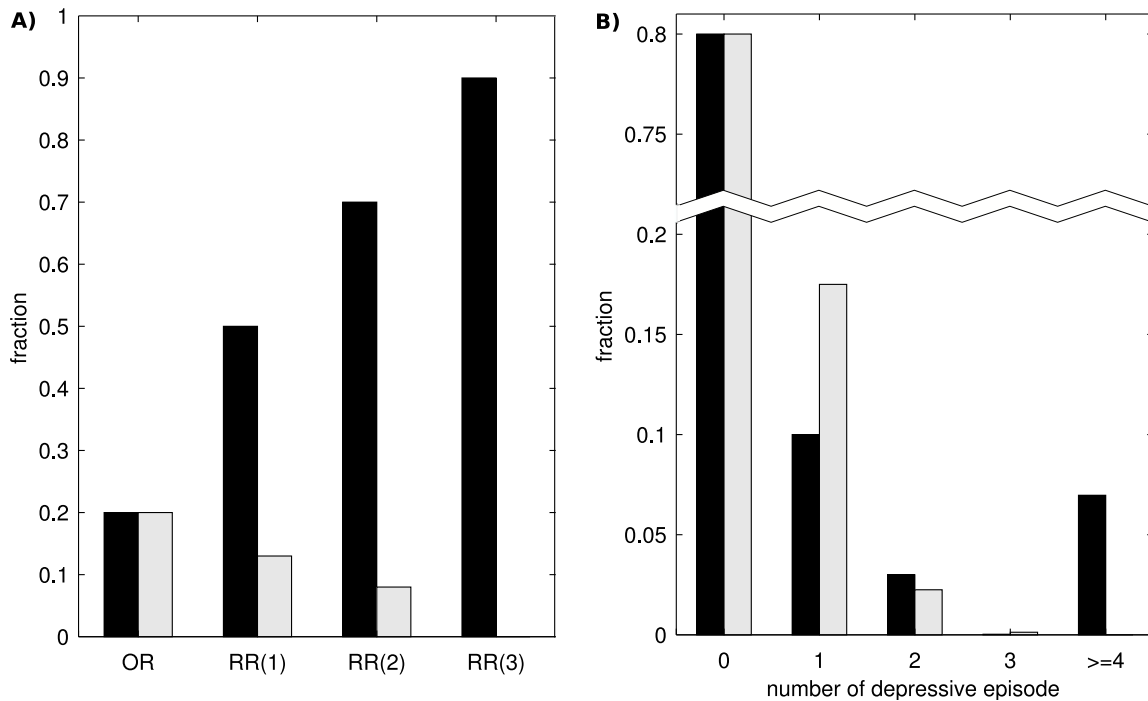 A)
1
0.9
0.8
0.7
0.6
0.5
0.4
0.3
0.2
0.1
0
fraction
OR RR(1) RR(2) RR(3)
B)
0.8
0.75
0.2
0.15
0.1
0.05
0
fraction
0 1 2 3 >=4
number of depressive episode